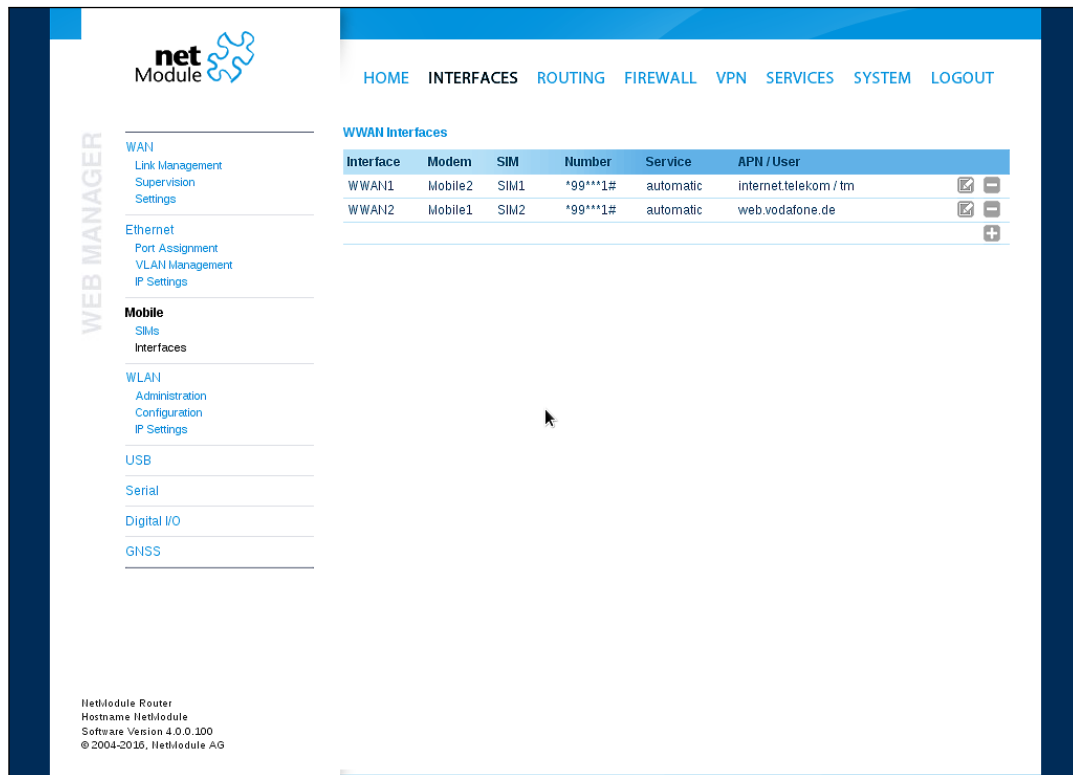 net
Module
HOME INTERFACES ROUTING FIREWALL VPN SERVICES SYSTEM LOGOUT
WEB MANAGER
WAN
Link Management
Supervision
Settings
Ethernet
Port Assignment
VLAN Management
IP Settings
Mobile
SIMs
Interfaces
WLAN
Administration
Configuration
IP Settings
USB
Serial
Digital I/O
GNSS
WWAN Interfaces
Interface Modem SIM Number Service APN / User
WWAN1 Mobile2 SIM1 *99***1# automatic internet.telekom / tm
WWAN2 Mobile1 SIM2 *99***1# automatic web.vodafone.de
NetModule Router
Hostname NetModule
Software Version 4.0.0.100
© 2004-2016, NetModule AG